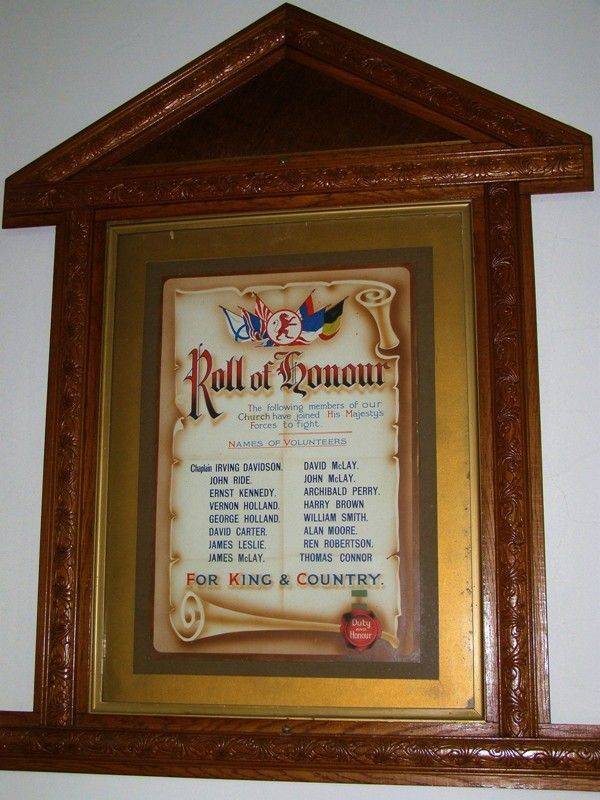 Roll of Honour
The following members of our
Church have joined His Majesty's
Forces to fight
NAMES OF VOLUNTEERS
Chaplain IRVING DAVIDSON.
JOHN RIDE.
ERNST KENNEDY.
VERNON HOLLAND.
GEORGE HOLLAND.
DAVID CARTER.
JAMES LESLIE.
JAMES McLAY.
DAVID McLAY.
JOHN McLAY.
ARCHIBALD PERRY.
HARRY BROWN
WILLIAM SMITH.
ALAN MOORE.
REN ROBERTSON.
THOMAS CONNOR
FOR KING & COUNTRY.
Duty
and
Honour